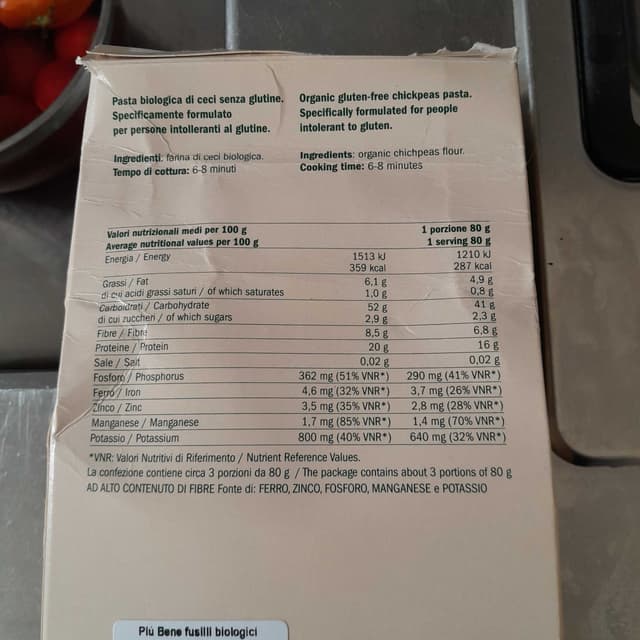 Pasta biologica di ceci senza glutine.
Specificamente formulato
per persone intolleranti al glutine.
Organic gluten-free chickpeas pasta.
Specifically formulated for people
intolerant to gluten.
Ingredienti: farina di ceci biologica.
Tempo di cottura: 6-8 minuti
Ingredients: organic chichpeas flour.
Cooking time: 6-8 minutes
Valori nutrizionali medi per 100 g
Average nutritional values per 100 g
1 porzione 80 g
1 serving 80 g
Energia / Energy 1513 kJ 1210 kJ
359 kcal 287 kcal
Grassi / Fat 6,1 g 4,9 g
di cui acidi grassi saturi / of which saturates 1,0 g 0,8 g
Carboidrati / Carbohydrate 52 g 41 g
di cui zuccheri / of which sugars 2,9 g 2,3 g
Fibre / Fibre 8,5 g 6,8 g
Proteine / Protein 20 g 16 g
Sale / Salt 0,02 g 0,02 g
Fosforo / Phosphorus 362 mg (51% VNR*) 290 mg (41% VNR*)
Ferro / Iron 4,6 mg (32% VNR*) 3,7 mg (26% VNR*)
Zinco / Zinc 3,5 mg (35% VNR*) 2,8 mg (28% VNR*)
Manganese / Manganese 1,7 mg (85% VNR*) 1,4 mg (70% VNR*)
Potassio / Potassium 800 mg (40% VNR*) 640 mg (32% VNR*)
*VNR: Valori Nutritivi di Riferimento / Nutrient Reference Values.
La confezione contiene circa 3 porzioni da 80 g / The package contains about 3 portions of 80 g
AD ALTO CONTENUTO DI FIBRE Fonte di: FERRO, ZINCO, FOSFORO, MANGANESE e POTASSIO
Più Bene fusilli biologici